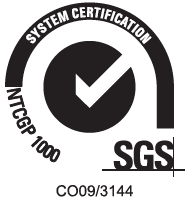 SYSTEM CERTIFICATION
NTCGP 1000
SGS
CO09/3144